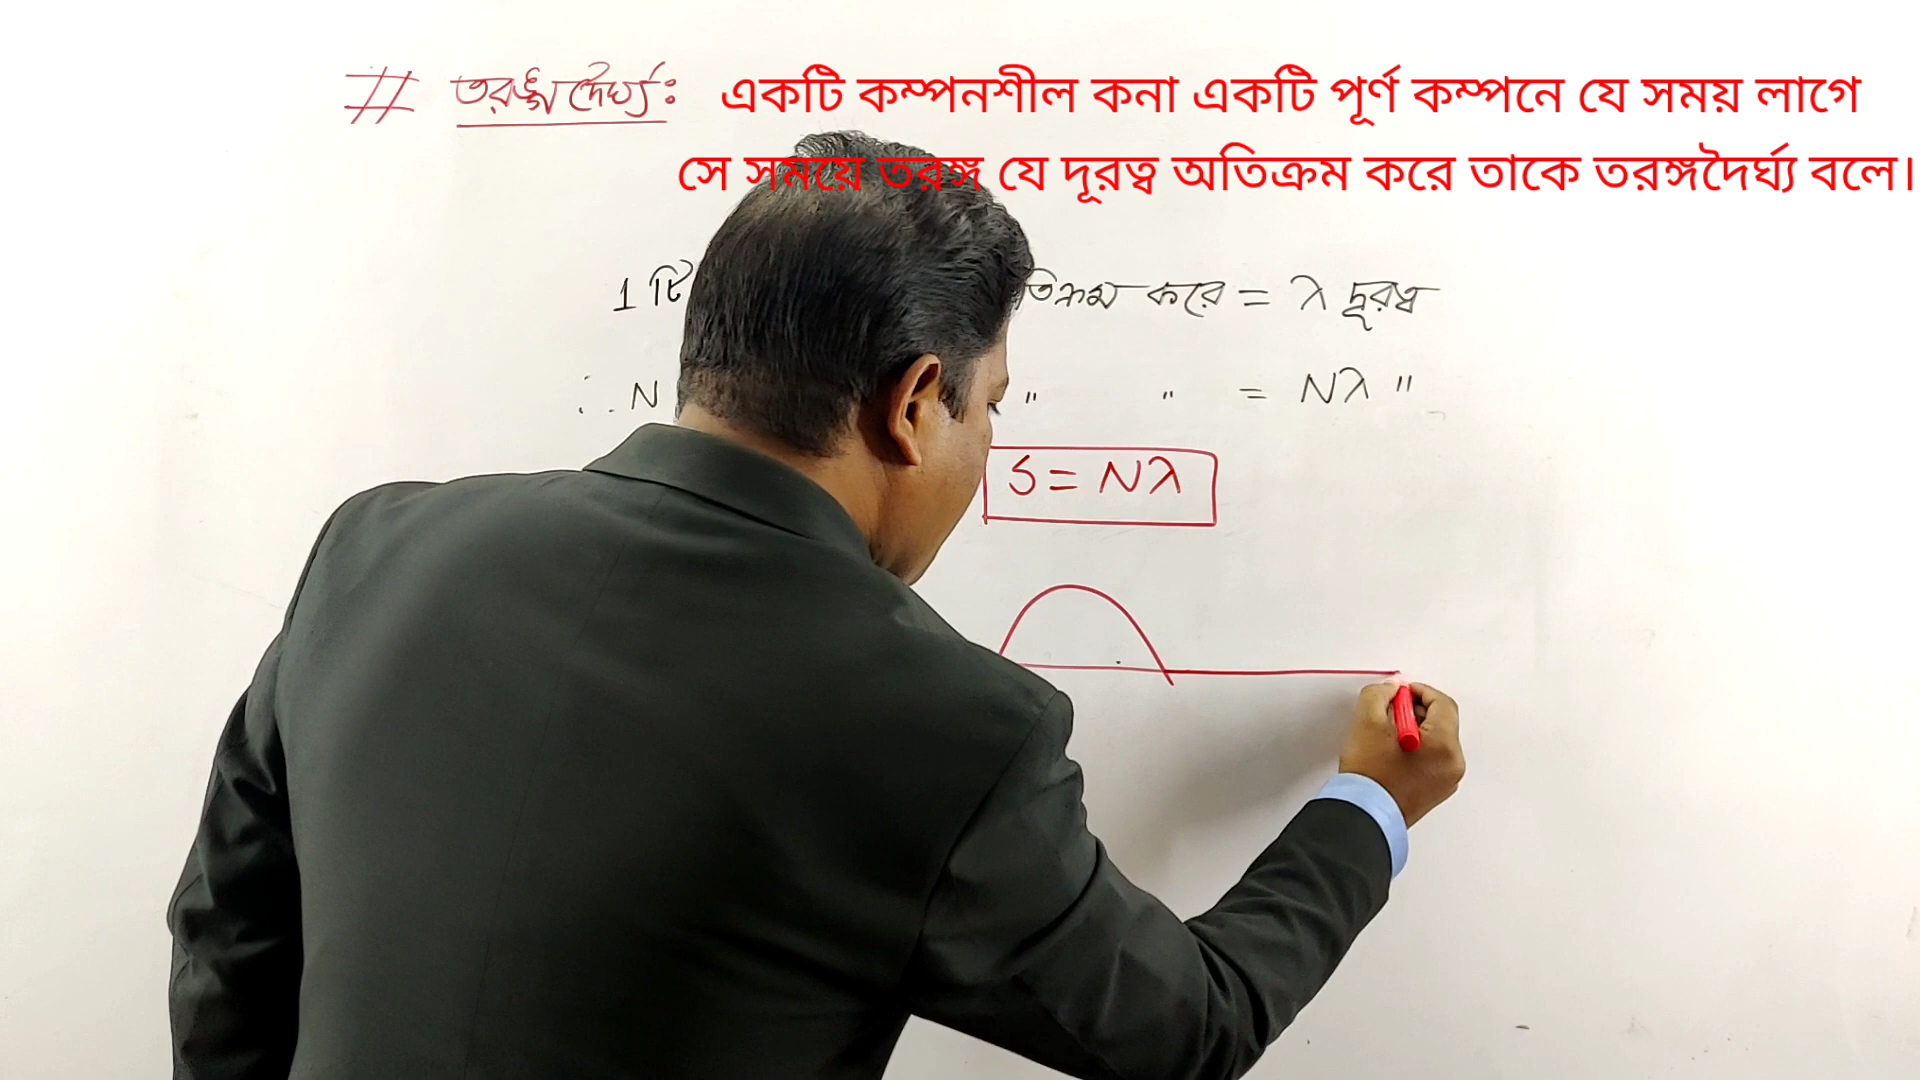 # তরঙ্গদৈর্ঘ্য: একটি কম্পনশীল কনা একটি পূর্ণ কম্পনে যে সময় লাগে
সে সময়ে তরঙ্গ যে দূরত্ব অতিক্রম করে তাকে তরঙ্গদৈর্ঘ্য বলে।
1 টি তিক্রম করে = λ দূরত্ব
∴ N " " = Nλ "
S = Nλ